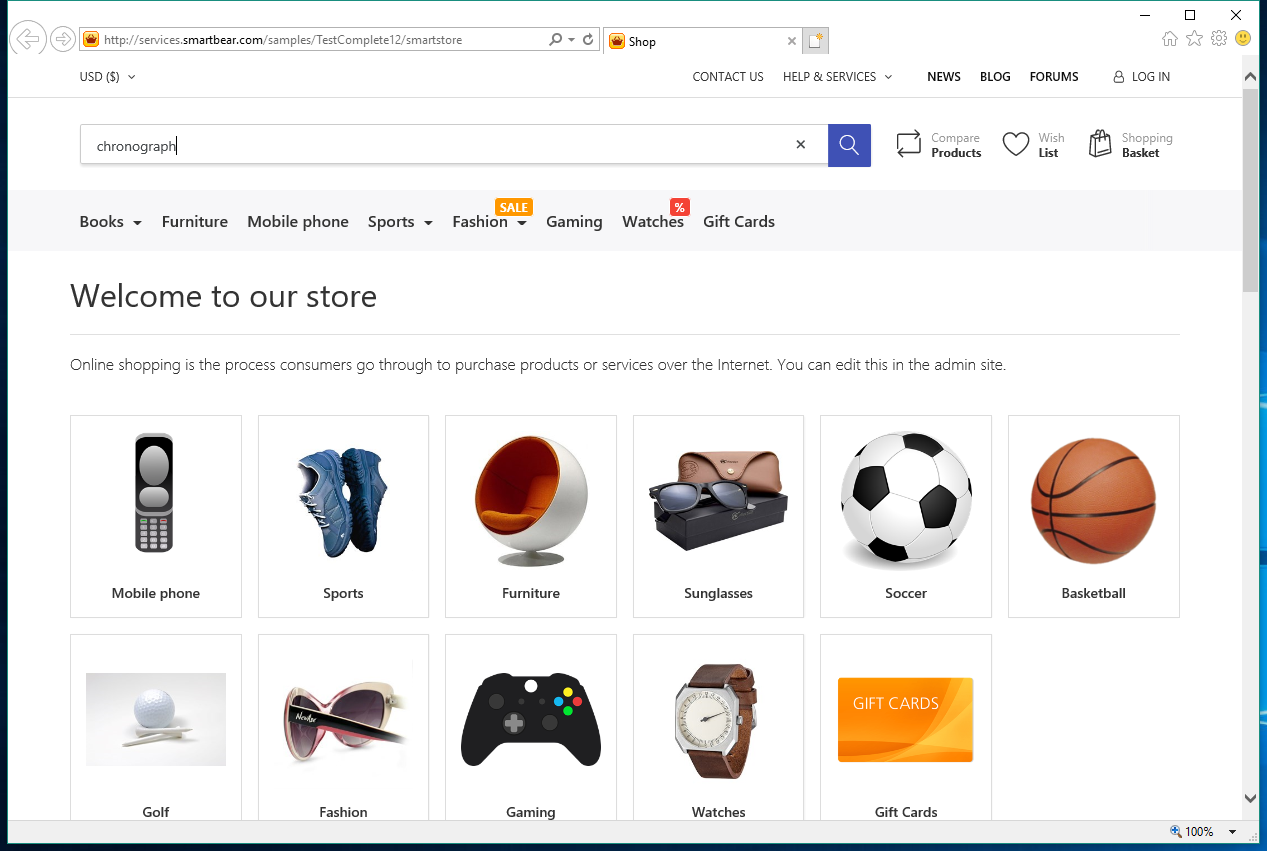 http://services.smartbear.com/samples/TestComplete12/smartstore
Shop
USD ($)
CONTACT US
HELP & SERVICES
NEWS
BLOG
FORUMS
LOG IN
chronograph
Compare
Products
Wish
List
Shopping
Basket
Books
Furniture
Mobile phone
Sports
Fashion
SALE
Gaming
Watches
%
Gift Cards
Welcome to our store
Online shopping is the process consumers go through to purchase products or services over the Internet. You can edit this in the admin site.
Mobile phone
Sports
Furniture
Sunglasses
Soccer
Basketball
GIFT CARDS
Golf
Fashion
Gaming
Watches
Gift Cards
100%